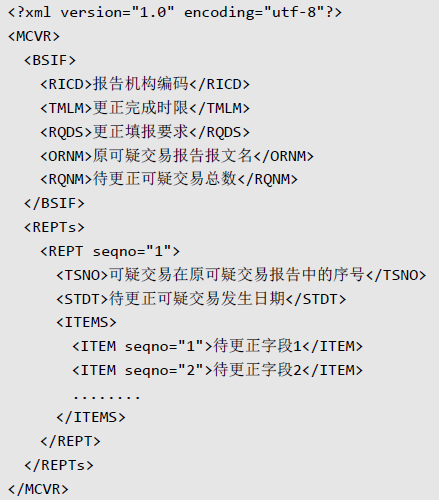 <?xml version="1.0" encoding="utf-8"?>
<MCVR>
<BSIF>
<RICD>报告机构编码</RICD>
<TMLM>更正完成时限</TMLM>
<RQDS>更正填报要求</RQDS>
<ORNM>原可疑交易报告报文名</ORNM>
<RQNM>待更正可疑交易总数</RQNM>
</BSIF>
<REPTs>
<REPT seqno="1">
<TSNO>可疑交易在原可疑交易报告中的序号</TSNO>
<STDT>待更正可疑交易发生日期</STDT>
<ITEMS>
<ITEM seqno="1">待更正字段1</ITEM>
<ITEM seqno="2">待更正字段2</ITEM>
........
</ITEMS>
</REPT>
</REPTs>
</MCVR>